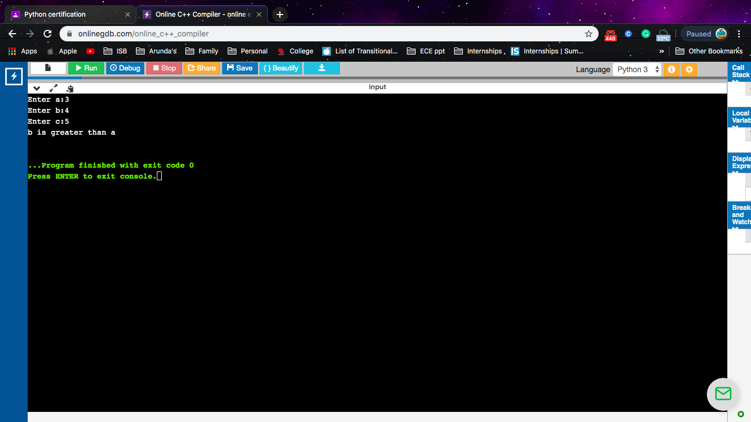 Python certification
Online C++ Compiler - online e
onlinegdb.com/online_c++_compiler
Paused
Apps
Apple
ISB
Arunda's
Family
Personal
College
List of Transitional...
ECE ppt
Internships
Internships | Sum...
»
Other Bookmarks
Run
Debug
Stop
Share
Save
{ } Beautify
Language
Python 3
input
Call
Stack
Local
Variab
Displa
Expre
Break
and
Watch
Enter a:3
Enter b:4
Enter c:5
b is greater than a
...Program finished with exit code 0
Press ENTER to exit console.